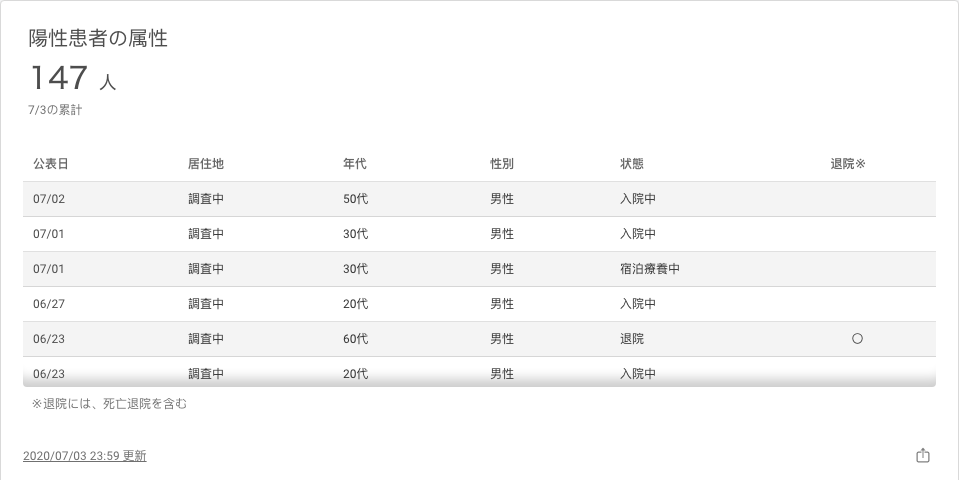 陽性患者の属性
147 人
7/3の累計
公表日 居住地 年代 性別 状態 退院※
07/02 調査中 50代 男性 入院中
07/01 調査中 30代 男性 入院中
07/01 調査中 30代 男性 宿泊療養中
06/27 調査中 20代 男性 入院中
06/23 調査中 60代 男性 退院 〇
06/23 調査中 20代 男性 入院中
※退院には、死亡退院を含む
2020/07/03 23:59 更新